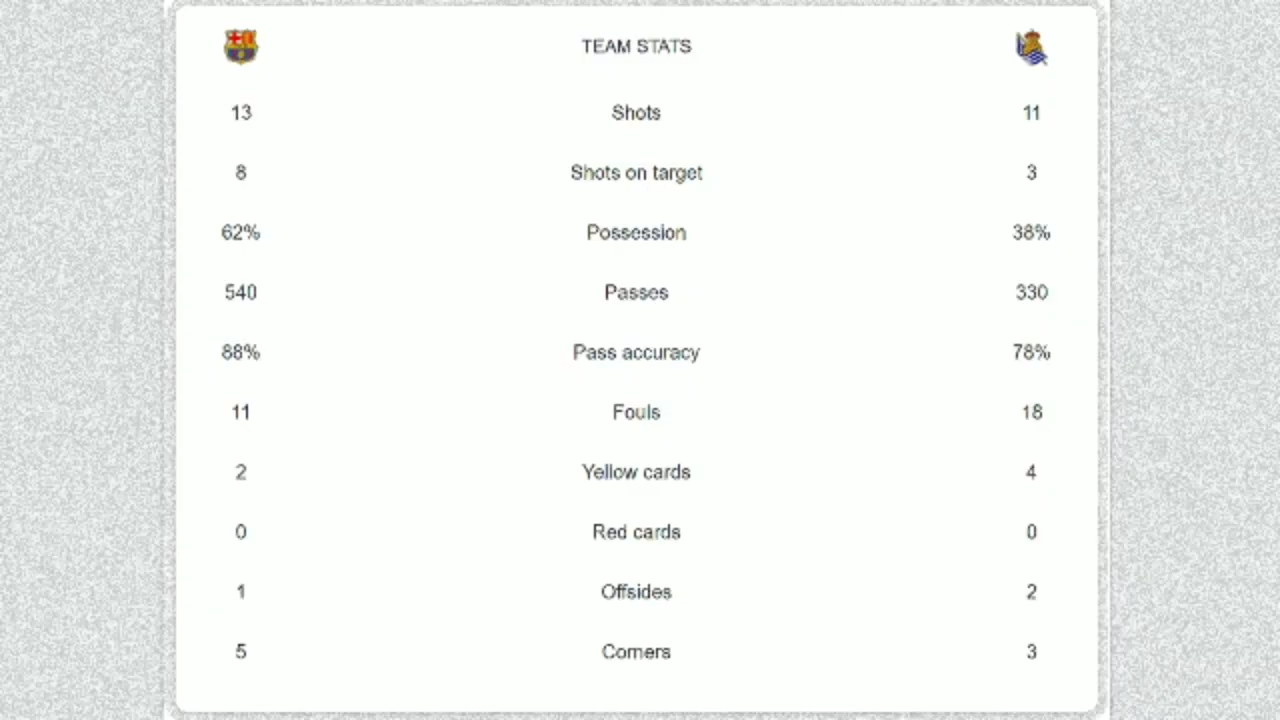 TEAM STATS
13 Shots 11
8 Shots on target 3
62% Possession 38%
540 Passes 330
88% Pass accuracy 78%
11 Fouls 18
2 Yellow cards 4
0 Red cards 0
1 Offsides 2
5 Corners 3